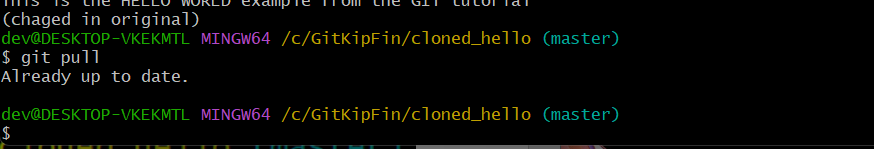 This is the HELLO WORLD example from the Git tutorial
(chaged in original)
dev@DESKTOP-VKEKMTL MINGW64 /c/GitKipFin/cloned_hello (master)
$ git pull
Already up to date.
dev@DESKTOP-VKEKMTL MINGW64 /c/GitKipFin/cloned_hello (master)
$